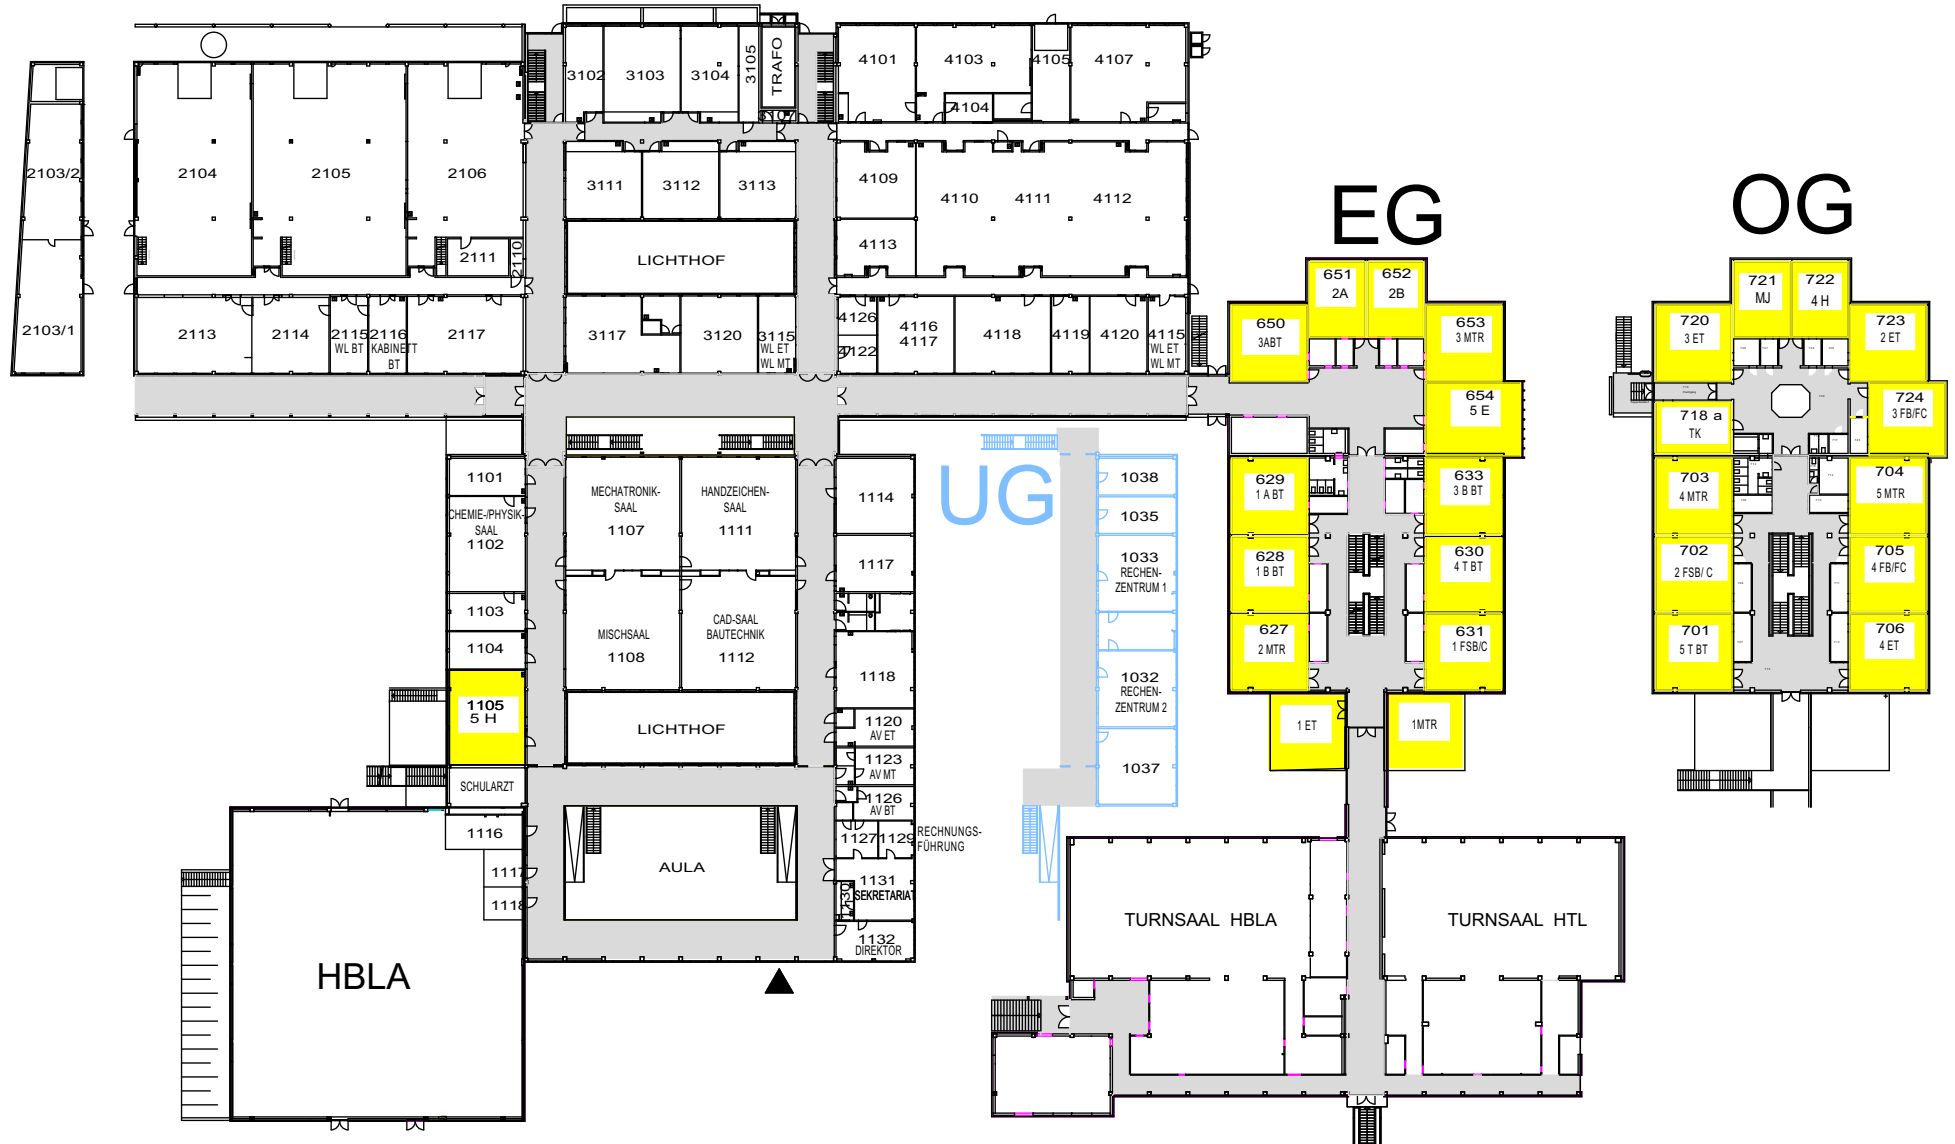 3102
3103
3104
3105
TRAFO
3107
4101
4103
4104
4105
4107
2103/2
2103/1
2104
2105
2106
2111
2110
3111
3112
3113
4109
4110
4111
4112
4113
LICHTHOF
2113
2114
2115
WL BT
2116
KABINETT
BT
2117
3117
3120
3115
WL ET
WL MT
4126
4122
4116
4117
4118
4119
4120
4115
WL ET
WL MT
EG
651
2A
652
2B
650
3ABT
653
3 MTR
654
5 E
629
1 A BT
633
3 B BT
628
1 B BT
630
4 T BT
627
2 MTR
631
1 FSB/C
1 ET
1MTR
OG
721
MJ
722
4 H
720
3 ET
723
2 ET
718 a
TK
724
3 FB/FC
703
4 MTR
704
5 MTR
702
2 FSB/ C
705
4 FB/FC
701
5 T BT
706
4 ET
1101
CHEMIE-/PHYSIK-
SAAL
1102
1103
1104
1105
5 H
SCHULARZT
1116
1117
1118
MECHATRONIK-
SAAL
1107
HANDZEICHEN-
SAAL
1111
MISCHSAAL
1108
CAD-SAAL
BAUTECHNIK
1112
LICHTHOF
AULA
1114
1117
1118
1120
AV ET
1123
AV MT
1126
AV BT
1127
1129
RECHNUNGS-
FÜHRUNG
1131
SEKRETARIAT
1130
1132
DIREKTOR
UG
1038
1035
1033
RECHEN-
ZENTRUM 1
1032
RECHEN-
ZENTRUM 2
1037
HBLA
TURNSAAL HBLA
TURNSAAL HTL